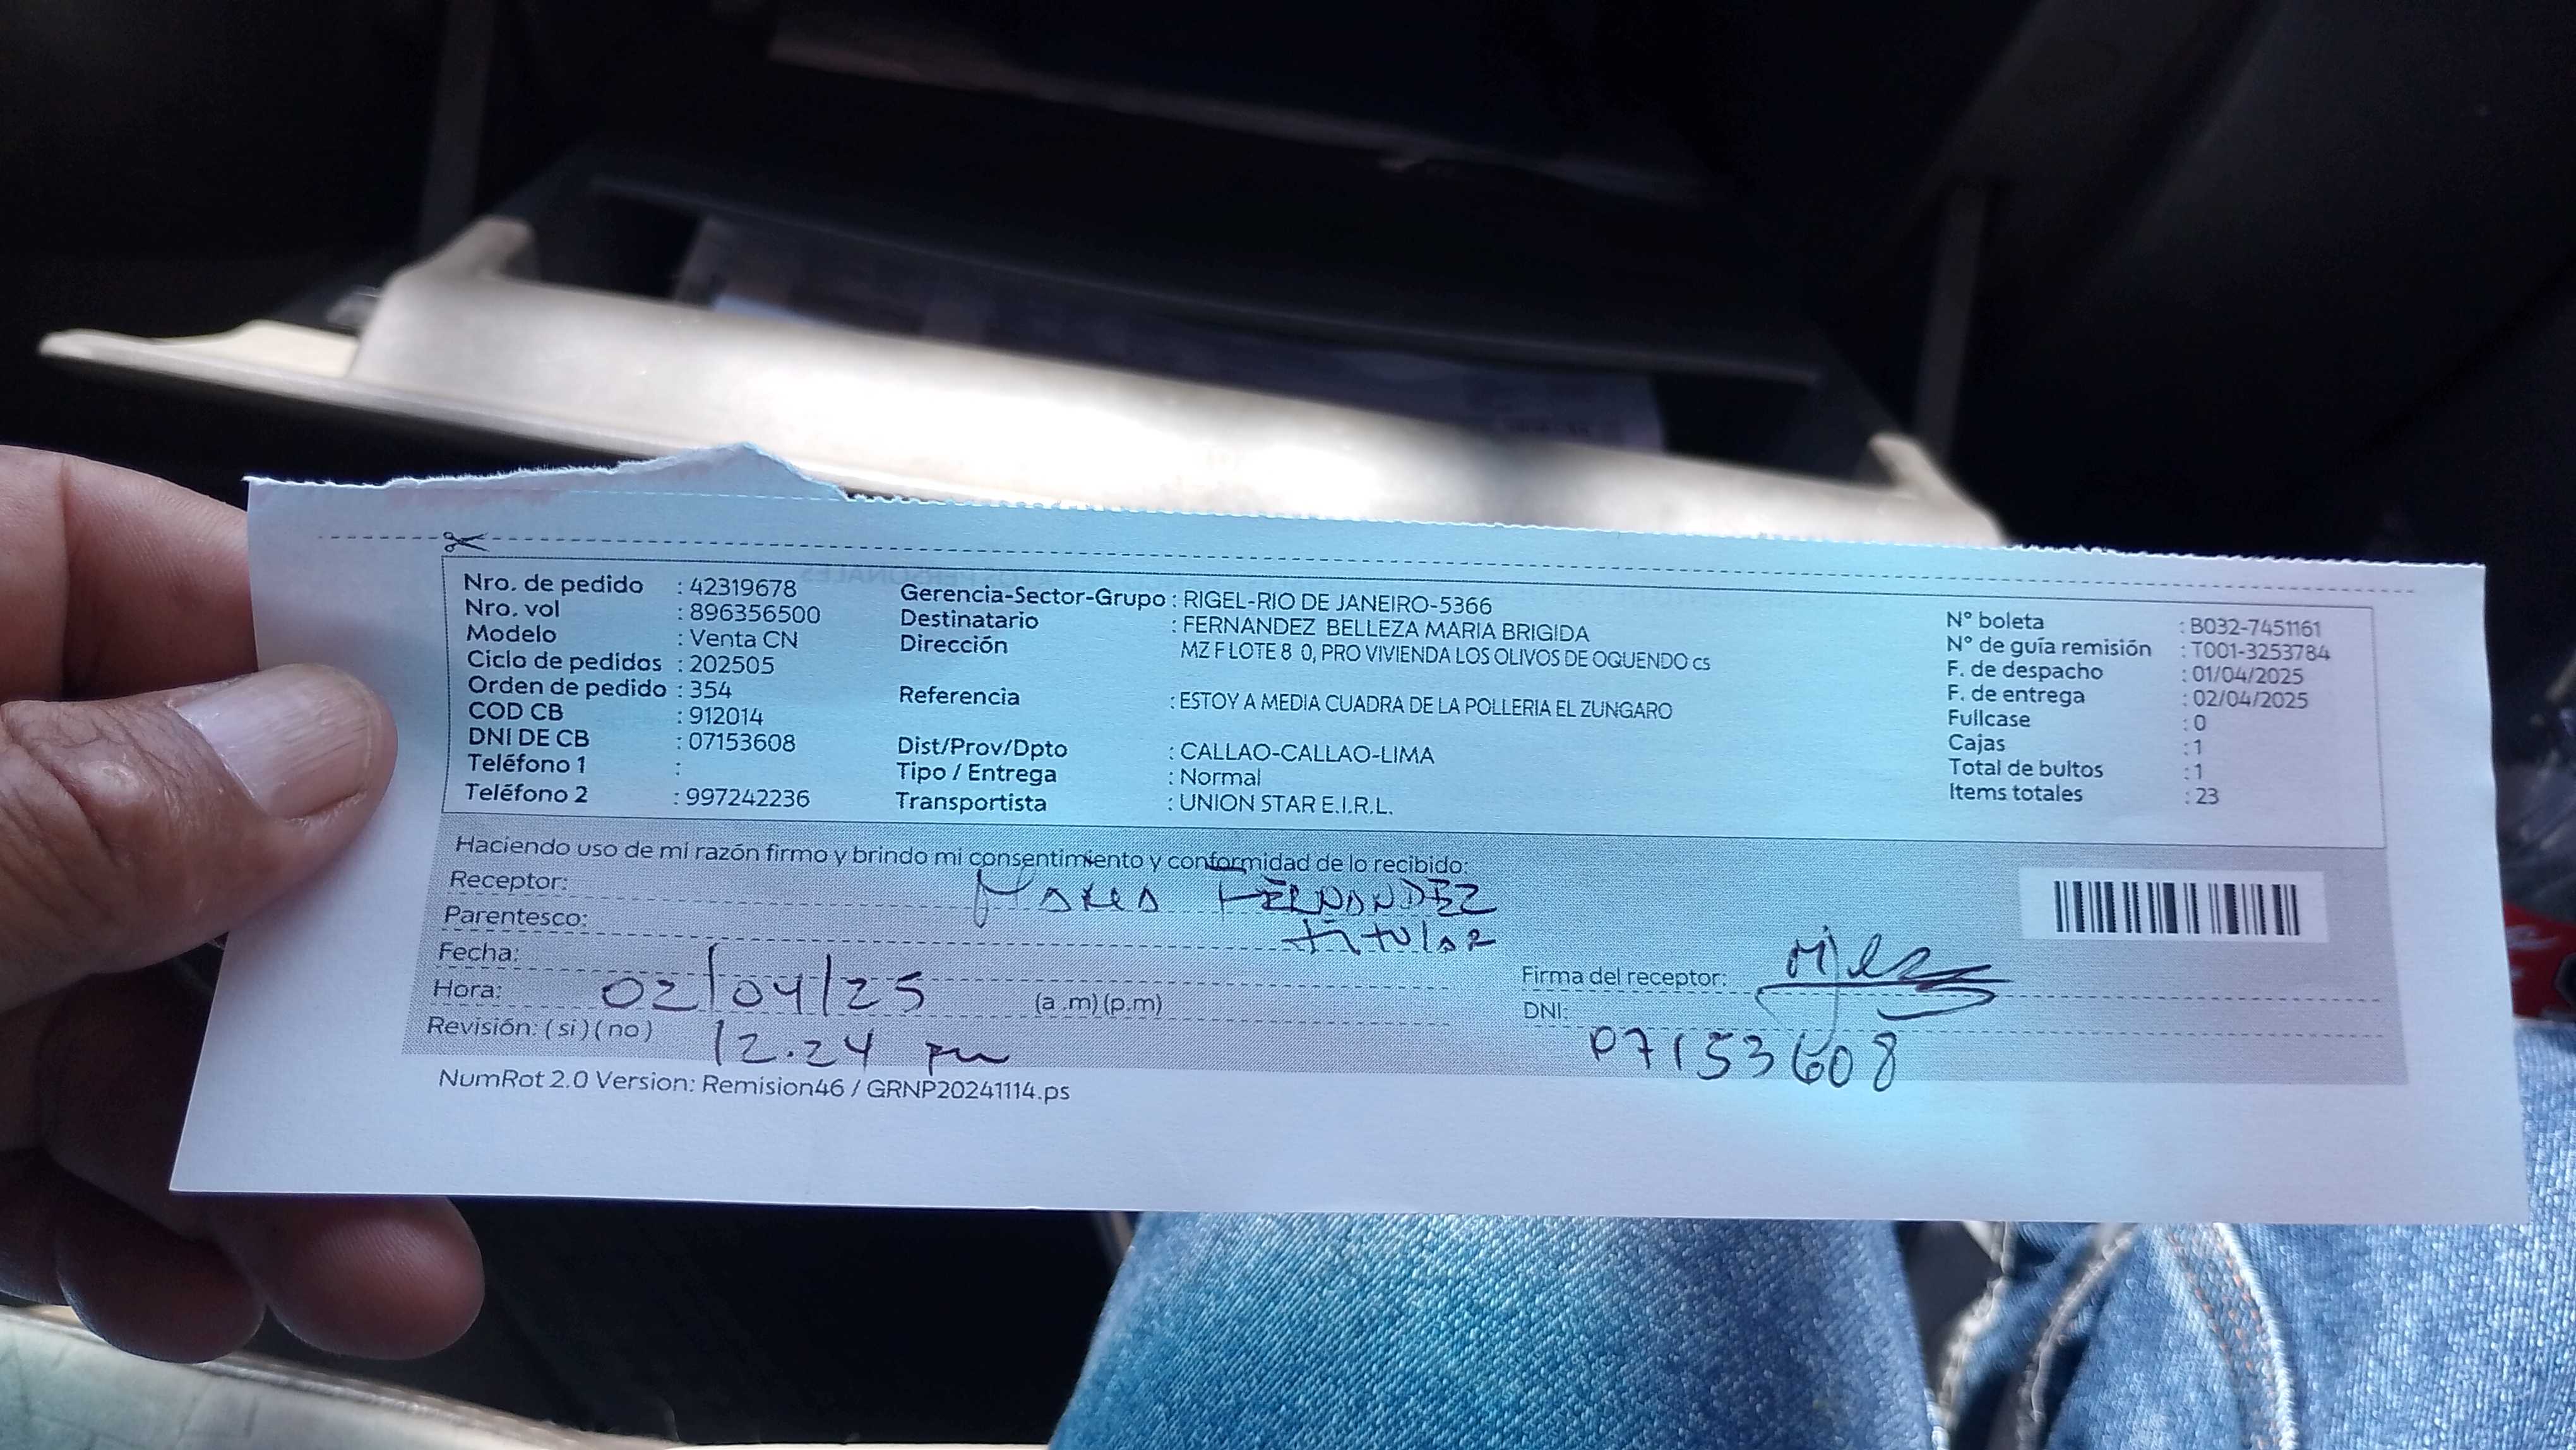 Nro. de pedido : 42319678
Nro. vol : 896356500
Modelo : Venta CN
Ciclo de pedidos : 202505
Orden de pedido : 354
COD CB : 912014
DNI DE CB : 07153608
Teléfono 1 :
Teléfono 2 : 997242236
Gerencia-Sector-Grupo : RIGEL-RIO DE JANEIRO-5366
Destinatario : FERNANDEZ BELLEZA MARIA BRIGIDA
Dirección MZ F LOTE 8 0, PRO VIVIENDA LOS OLIVOS DE OGUENDO cs
Referencia : ESTOY A MEDIA CUADRA DE LA POLLERIA EL ZUNGARO
Dist/Prov/Dpto : CALLAO-CALLAO-LIMA
Tipo / Entrega : Normal
Transportista : UNION STAR E.I.R.L.
N° boleta : B032-7451161
N° de guía remisión : T001-3253784
F. de despacho : 01/04/2025
F. de entrega : 02/04/2025
Fullcase : 0
Cajas : 1
Total de bultos : 1
Items totales : 23
Haciendo uso de mi razón firmo y brindo mi consentimiento y conformidad de lo recibido:
Receptor: MARIA FERNANDEZ
Parentesco: titular
Fecha: 02/04/25
Hora: 12.24 pm (a .m) (p.m)
Revisión: ( si ) ( no )
Firma del receptor:
DNI: 07153608
NumRot 2.0 Version: Remision46 / GRNP20241114.ps